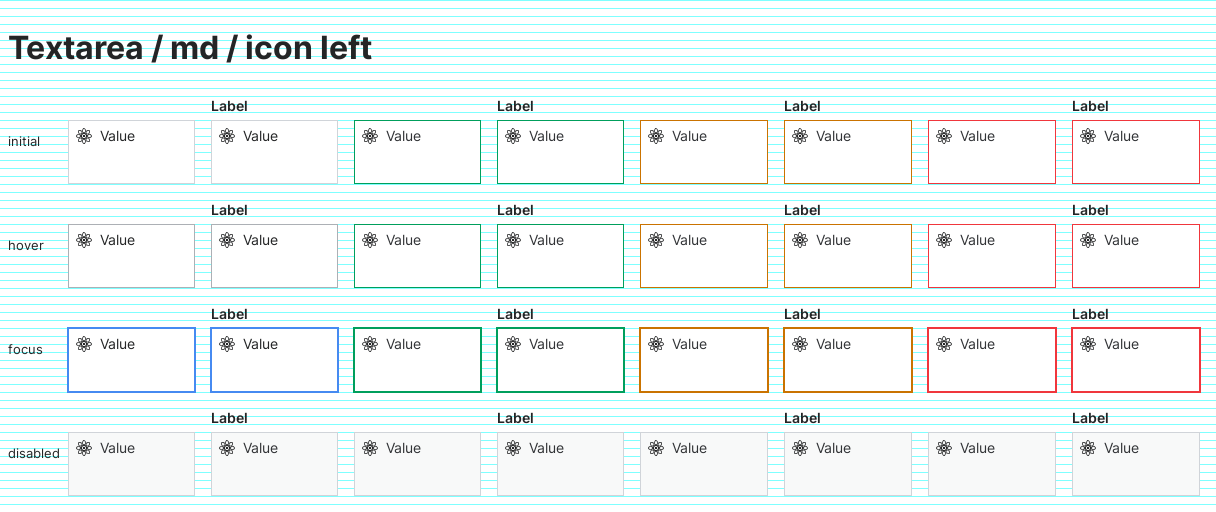 Textarea / md / icon left
Label Label Label Label
initial Value Value Value Value Value Value Value Value
Label Label Label Label
hover Value Value Value Value Value Value Value Value
Label Label Label Label
focus Value Value Value Value Value Value Value Value
Label Label Label Label
disabled Value Value Value Value Value Value Value Value